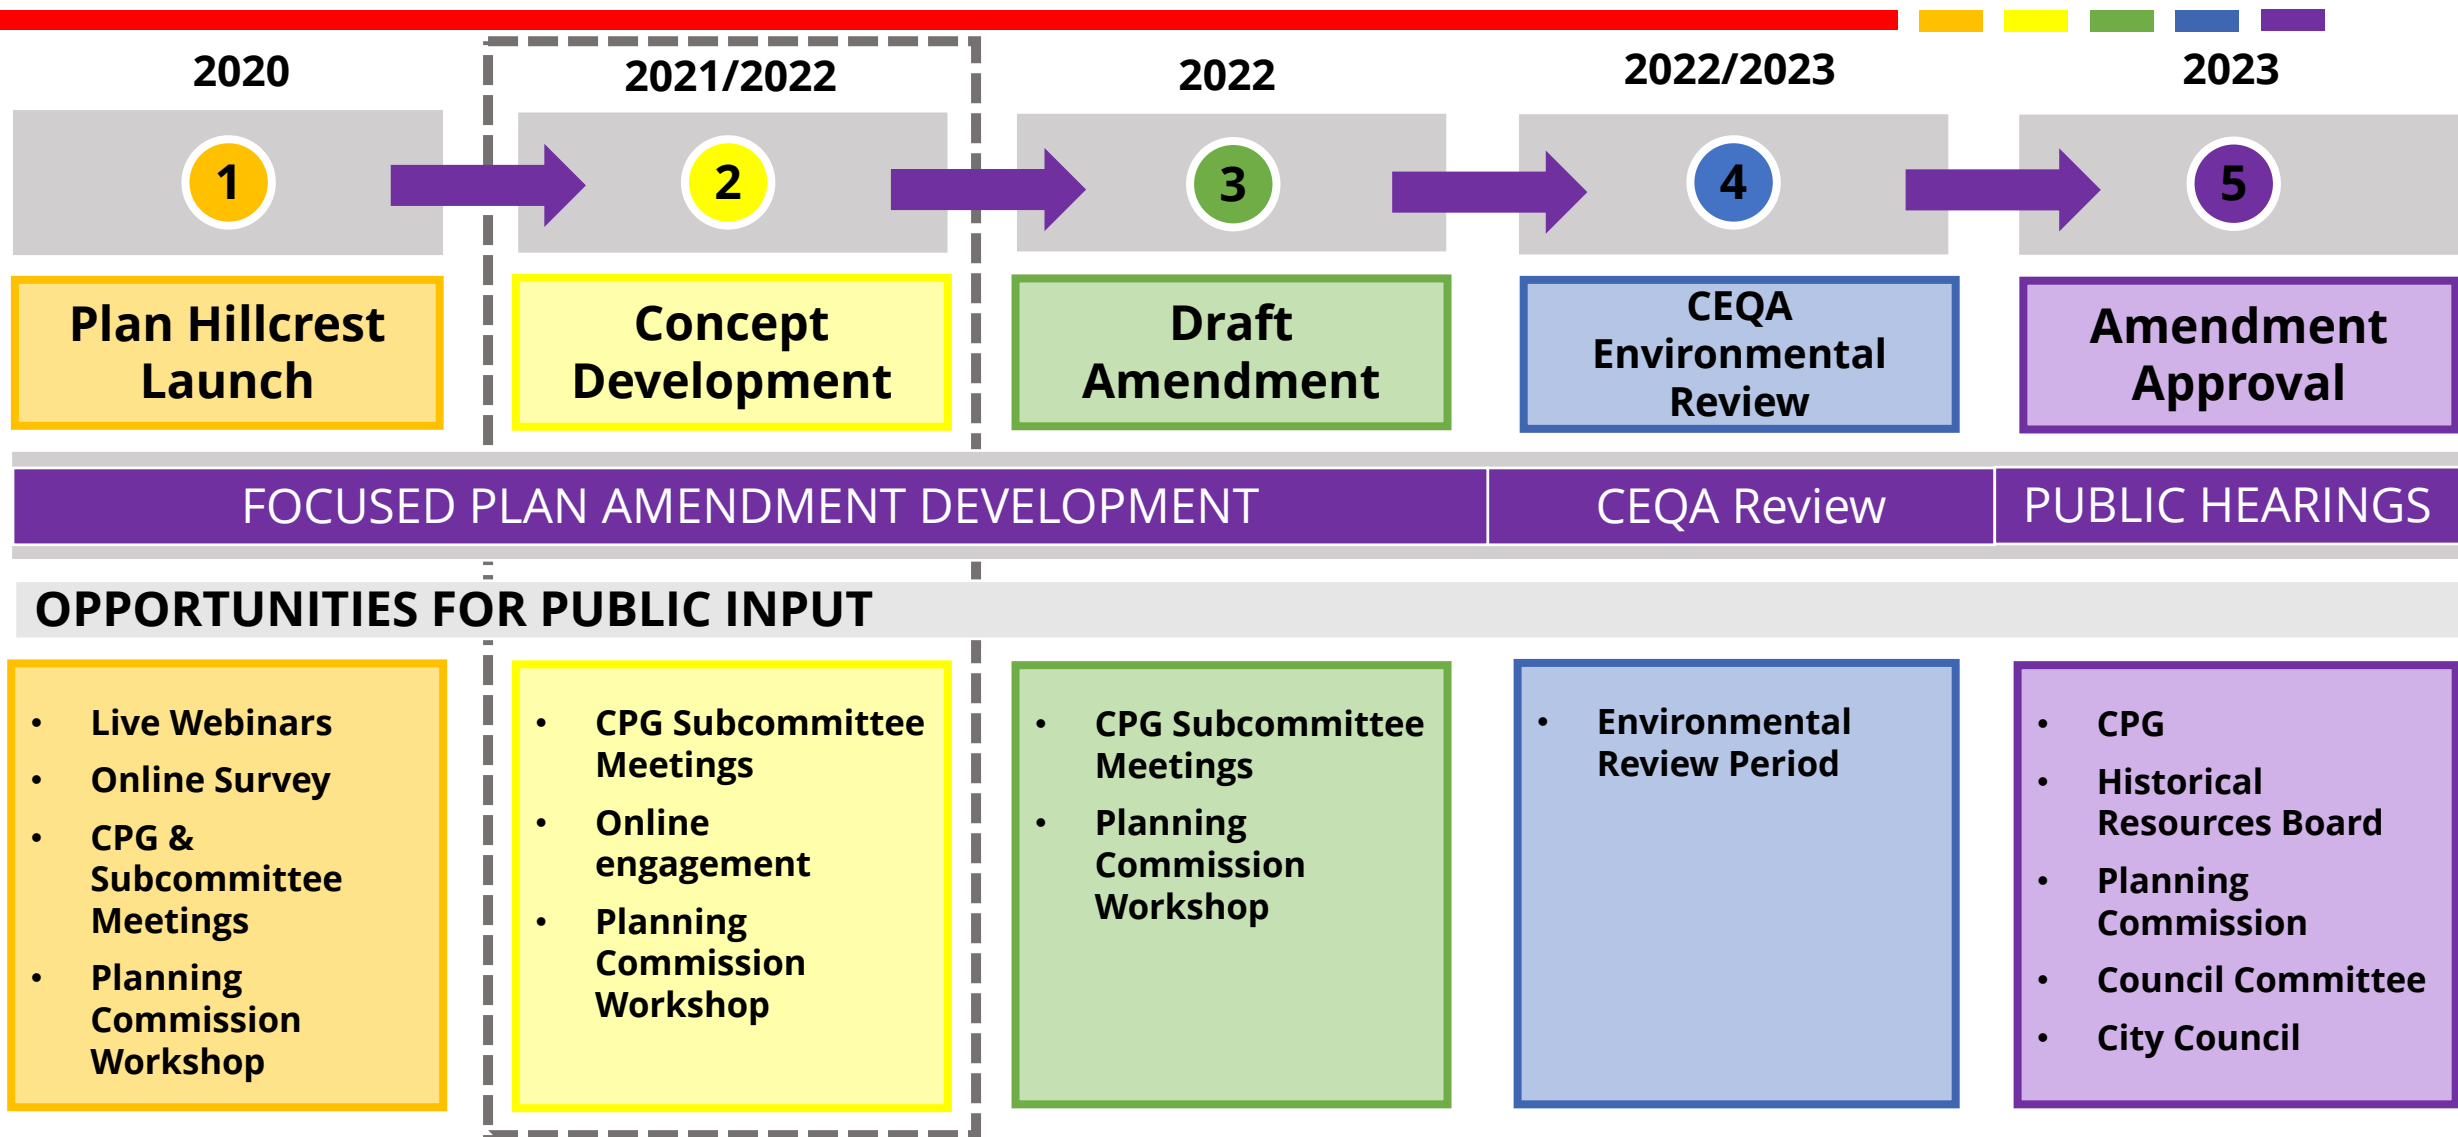 2020
2021/2022
2022
2022/2023
2023
1
2
3
4
5
Plan Hillcrest
Launch
Concept
Development
Draft
Amendment
CEQA
Environmental
Review
Amendment
Approval
FOCUSED PLAN AMENDMENT DEVELOPMENT
CEQA Review
PUBLIC HEARINGS
OPPORTUNITIES FOR PUBLIC INPUT
• Live Webinars
• Online Survey
• CPG &
Subcommittee
Meetings
• Planning
Commission
Workshop
• CPG Subcommittee
Meetings
• Online
engagement
• Planning
Commission
Workshop
• CPG Subcommittee
Meetings
• Planning
Commission
Workshop
• Environmental
Review Period
• CPG
• Historical
Resources Board
• Planning
Commission
• Council Committee
• City Council